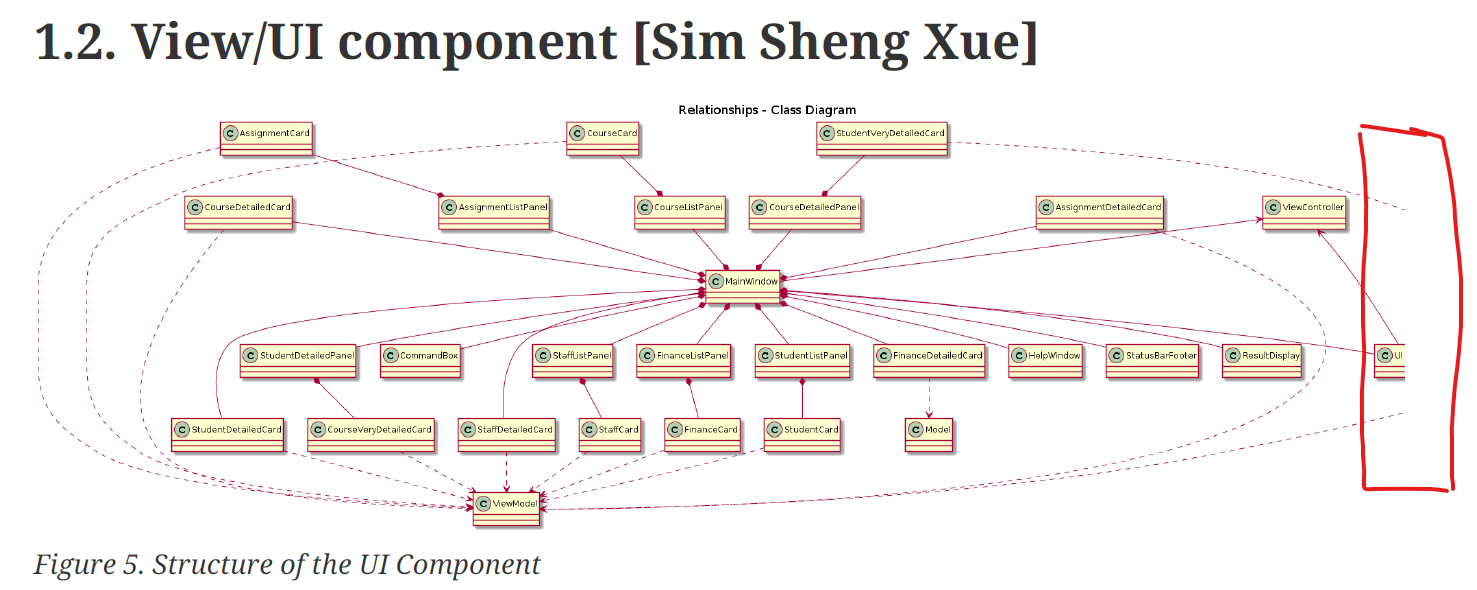 1.2. View/UI component [Sim Sheng Xue]
Relationships - Class Diagram
C AssignmentCard
C CourseCard
C StudentVeryDetailedCard
C CourseDetailedCard
C AssignmentListPanel
C CourseListPanel
C CourseDetailedPanel
C AssignmentDetailedCard
C ViewController
C MainWindow
C StudentDetailedPanel
C CommandBox
C StaffListPanel
C FinanceListPanel
C StudentListPanel
C FinanceDetailedCard
C HelpWindow
C StatusBarFooter
C ResultDisplay
C UI
C StudentDetailedCard
C CourseVeryDetailedCard
C StaffDetailedCard
C StaffCard
C FinanceCard
C StudentCard
C Model
C ViewModel
Figure 5. Structure of the UI Component